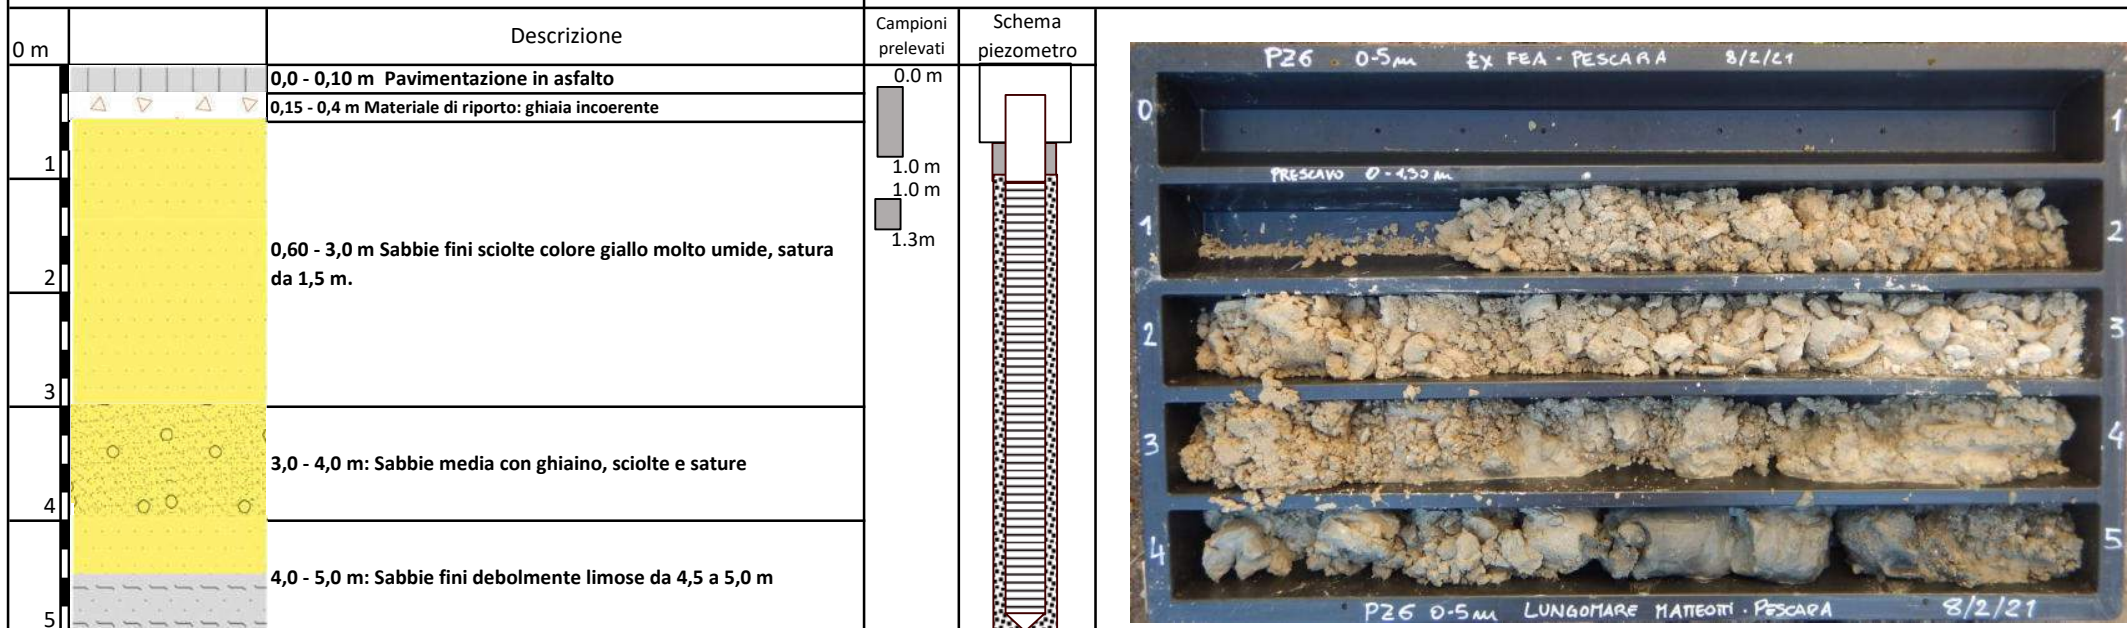 0 m
Descrizione
Campioni
prelevati
Schema
piezometro
0,0 - 0,10 m Pavimentazione in asfalto
0,15 - 0,4 m Materiale di riporto: ghiaia incoerente
0,60 - 3,0 m Sabbie fini sciolte colore giallo molto umide, satura
da 1,5 m.
3,0 - 4,0 m: Sabbie media con ghiaino, sciolte e sature
4,0 - 5,0 m: Sabbie fini debolmente limose da 4,5 a 5,0 m
1
2
3
4
5
0.0 m
1.0 m
1.0 m
1.3m
PZ6 0-5m EX FEA - PESCARA 8/2/21
0 1
PRESCAVO 0-1,30 m
1 2
2 3
3 4
4 5
PZ6 0-5m LUNGOMARE MATTEOTTI - PESCARA 8/2/21